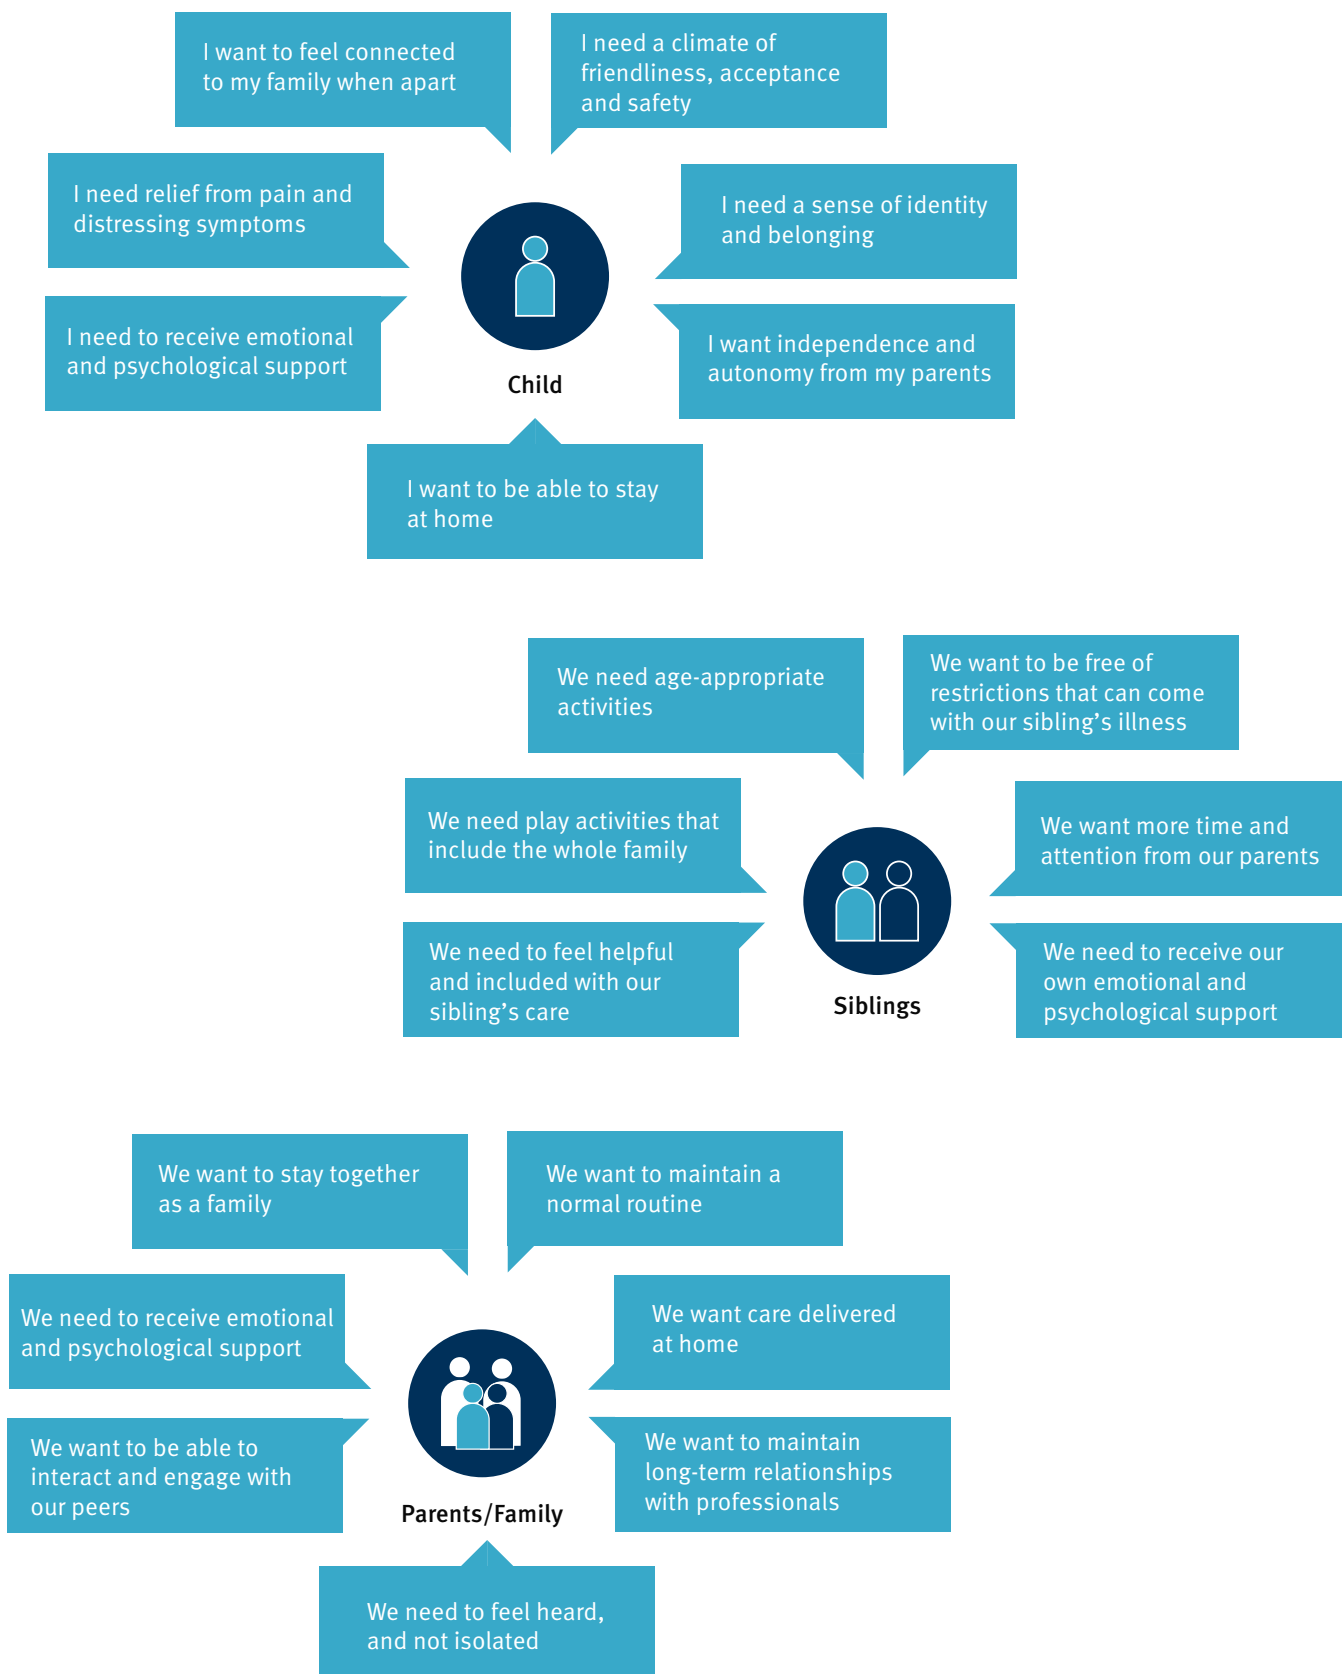 I want to feel connected
to my family when apart
I need a climate of
friendliness, acceptance
and safety
I need relief from pain and
distressing symptoms
I need a sense of identity
and belonging
I need to receive emotional
and psychological support
I want independence and
autonomy from my parents
Child
I want to be able to stay
at home
We need age-appropriate
activities
We want to be free of
restrictions that can come
with our sibling’s illness
We need play activities that
include the whole family
We want more time and
attention from our parents
We need to feel helpful
and included with our
sibling’s care
We need to receive our
own emotional and
psychological support
Siblings
We want to stay together
as a family
We want to maintain a
normal routine
We need to receive emotional
and psychological support
We want care delivered
at home
We want to be able to
interact and engage with
our peers
We want to maintain
long-term relationships
with professionals
Parents/Family
We need to feel heard,
and not isolated